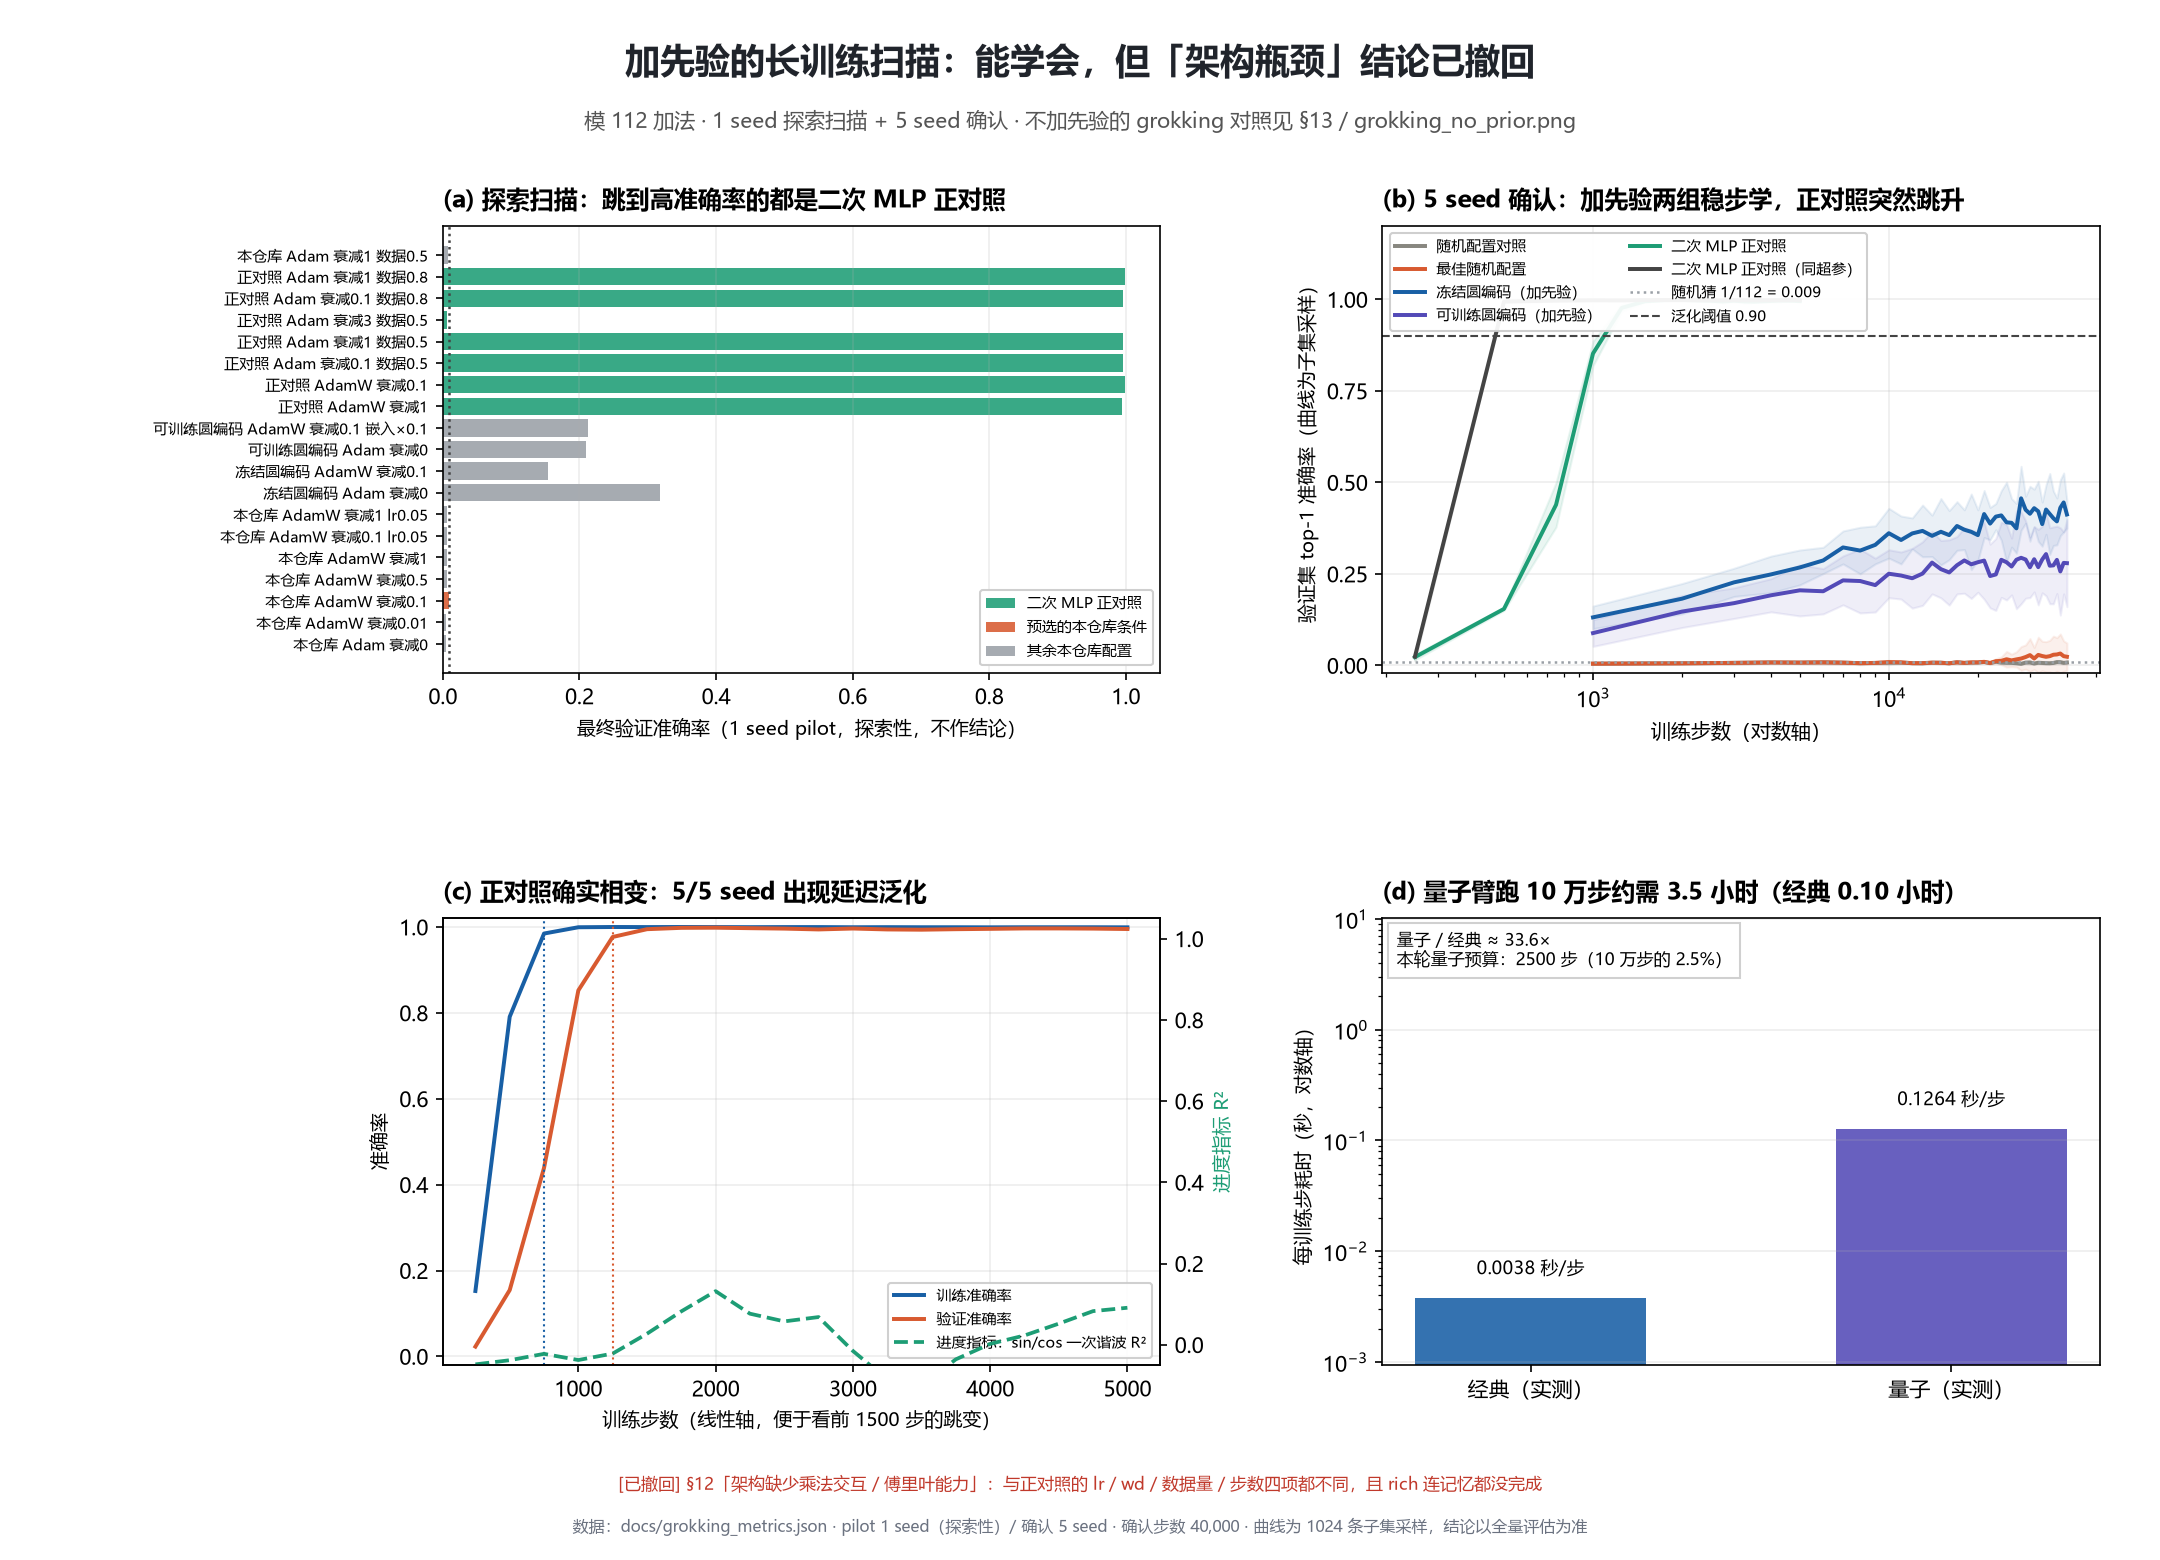 加先验的长训练扫描：能学会，但「架构瓶颈」结论已撤回
模 112 加法 · 1 seed 探索扫描 + 5 seed 确认 · 不加先验的 grokking 对照见 §13 / grokking_no_prior.png
(a) 探索扫描：跳到高准确率的都是二次 MLP 正对照
本仓库 Adam 衰减1 数据0.5
正对照 Adam 衰减1 数据0.8
正对照 Adam 衰减0.1 数据0.8
正对照 Adam 衰减3 数据0.5
正对照 Adam 衰减1 数据0.5
正对照 Adam 衰减0.1 数据0.5
正对照 AdamW 衰减0.1
正对照 AdamW 衰减1
可训练圆编码 AdamW 衰减0.1 嵌入×0.1
可训练圆编码 Adam 衰减0
冻结圆编码 AdamW 衰减0.1
冻结圆编码 Adam 衰减0
本仓库 AdamW 衰减1 lr0.05
本仓库 AdamW 衰减0.1 lr0.05
本仓库 AdamW 衰减1
本仓库 AdamW 衰减0.5
本仓库 AdamW 衰减0.1
本仓库 AdamW 衰减0.01
本仓库 Adam 衰减0
二次 MLP 正对照
预选的本仓库条件
其余本仓库配置
0.0 0.2 0.4 0.6 0.8 1.0
最终验证准确率（1 seed pilot，探索性，不作结论）
(b) 5 seed 确认：加先验两组稳步学，正对照突然跳升
随机配置对照
最佳随机配置
冻结圆编码（加先验）
可训练圆编码（加先验）
二次 MLP 正对照
二次 MLP 正对照（同超参）
随机猜 1/112 = 0.009
泛化阈值 0.90
验证集 top-1 准确率（曲线为子集采样）
1.00
0.75
0.50
0.25
0.00
10³ 10⁴
训练步数（对数轴）
(c) 正对照确实相变：5/5 seed 出现延迟泛化
准确率
1.0
0.8
0.6
0.4
0.2
0.0
1.0
0.8
0.6
0.4
0.2
0.0
进度指标 R²
训练准确率
验证准确率
进度指标：sin/cos 一次谐波 R²
1000 2000 3000 4000 5000
训练步数（线性轴，便于看前 1500 步的跳变）
(d) 量子臂跑 10 万步约需 3.5 小时（经典 0.10 小时）
量子 / 经典 ≈ 33.6×
本轮量子预算：2500 步（10 万步的 2.5%）
每训练步耗时（秒，对数轴）
10¹
10⁰
10⁻¹
10⁻²
10⁻³
0.0038 秒/步
0.1264 秒/步
经典（实测） 量子（实测）
[已撤回] §12「架构缺少乘法交互 / 傅里叶能力」：与正对照的 lr / wd / 数据量 / 步数四项都不同，且 rich 连记忆都没完成
数据：docs/grokking_metrics.json · pilot 1 seed（探索性）/ 确认 5 seed · 确认步数 40,000 · 曲线为 1024 条子集采样，结论以全量评估为准